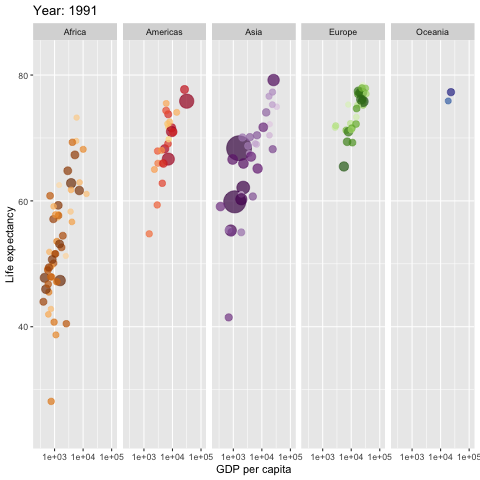 Year: 1991
Africa Americas Asia Europe Oceania
80
60
40
1e+03 1e+04 1e+05 1e+03 1e+04 1e+05 1e+03 1e+04 1e+05 1e+03 1e+04 1e+05 1e+03 1e+04 1e+05
GDP per capita
Life expectancy